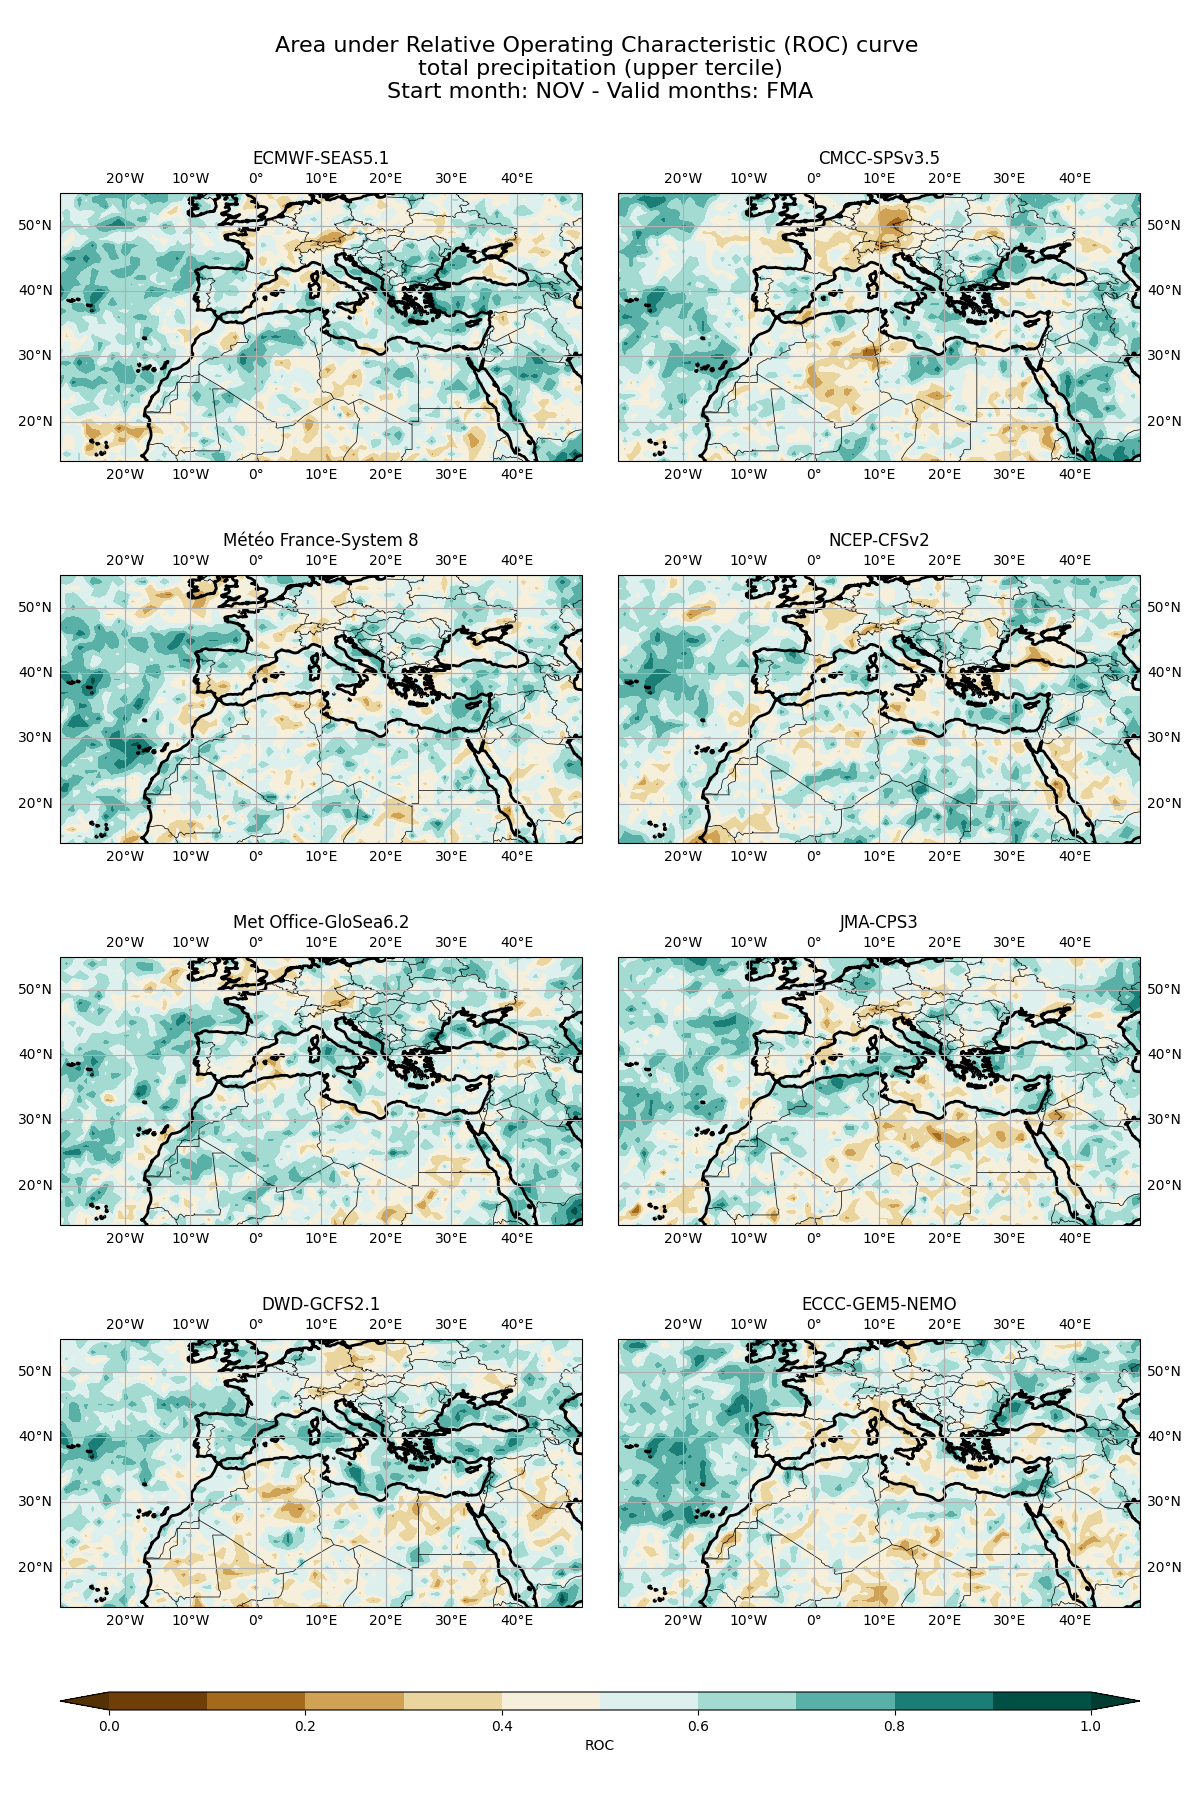 Area under Relative Operating Characteristic (ROC) curve
total precipitation (upper tercile)
Start month: NOV - Valid months: FMA
ECMWF-SEAS5.1
20°W 10°W 0° 10°E 20°E 30°E 40°E
50°N
40°N
30°N
20°N
20°W 10°W 0° 10°E 20°E 30°E 40°E
CMCC-SPSv3.5
20°W 10°W 0° 10°E 20°E 30°E 40°E
50°N
40°N
30°N
20°N
20°W 10°W 0° 10°E 20°E 30°E 40°E
Météo France-System 8
20°W 10°W 0° 10°E 20°E 30°E 40°E
50°N
40°N
30°N
20°N
20°W 10°W 0° 10°E 20°E 30°E 40°E
NCEP-CFSv2
20°W 10°W 0° 10°E 20°E 30°E 40°E
50°N
40°N
30°N
20°N
20°W 10°W 0° 10°E 20°E 30°E 40°E
Met Office-GloSea6.2
20°W 10°W 0° 10°E 20°E 30°E 40°E
50°N
40°N
30°N
20°N
20°W 10°W 0° 10°E 20°E 30°E 40°E
JMA-CPS3
20°W 10°W 0° 10°E 20°E 30°E 40°E
50°N
40°N
30°N
20°N
20°W 10°W 0° 10°E 20°E 30°E 40°E
DWD-GCFS2.1
20°W 10°W 0° 10°E 20°E 30°E 40°E
50°N
40°N
30°N
20°N
20°W 10°W 0° 10°E 20°E 30°E 40°E
ECCC-GEM5-NEMO
20°W 10°W 0° 10°E 20°E 30°E 40°E
50°N
40°N
30°N
20°N
20°W 10°W 0° 10°E 20°E 30°E 40°E
0.0 0.2 0.4 0.6 0.8 1.0
ROC